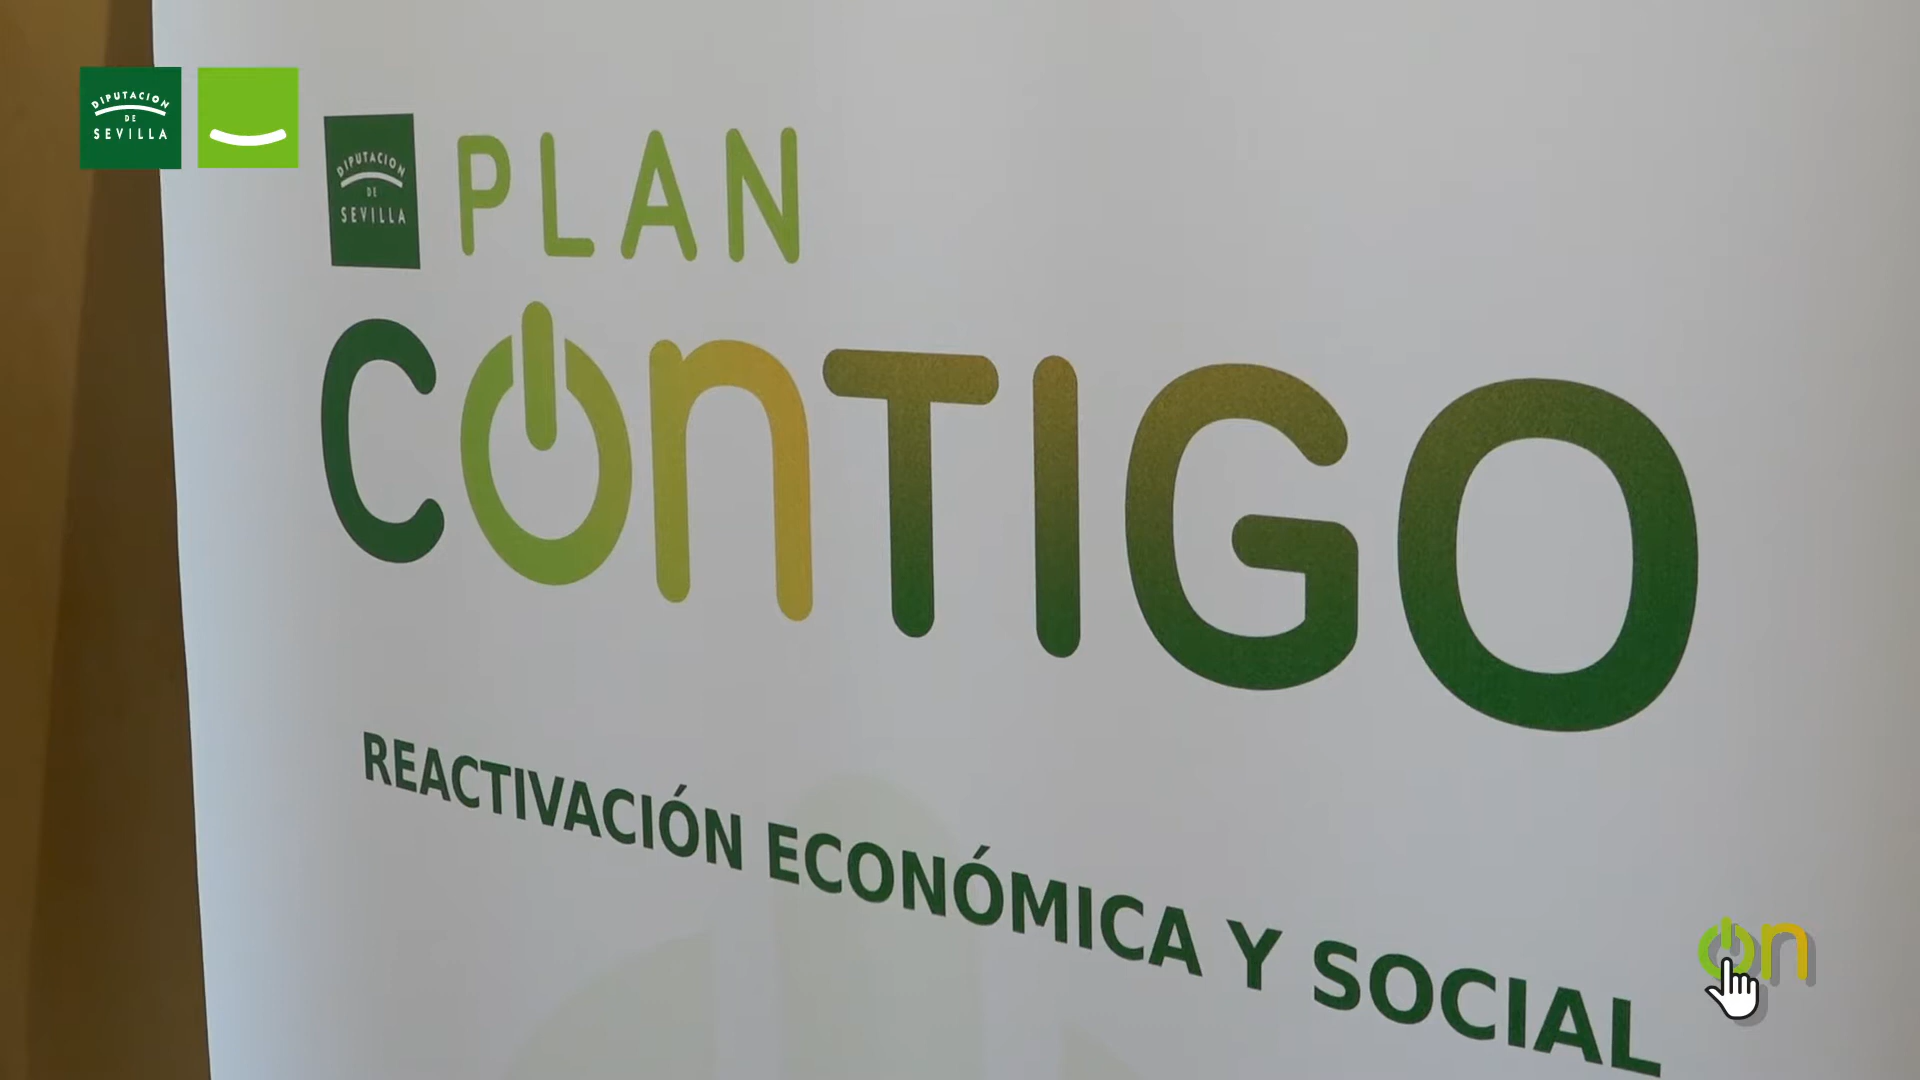 DIPUTACION
DE
SEVILLA
DIPUTACION
DE
SEVILLA
PLAN
CONTIGO
REACTIVACIÓN ECONÓMICA Y SOCIAL
on